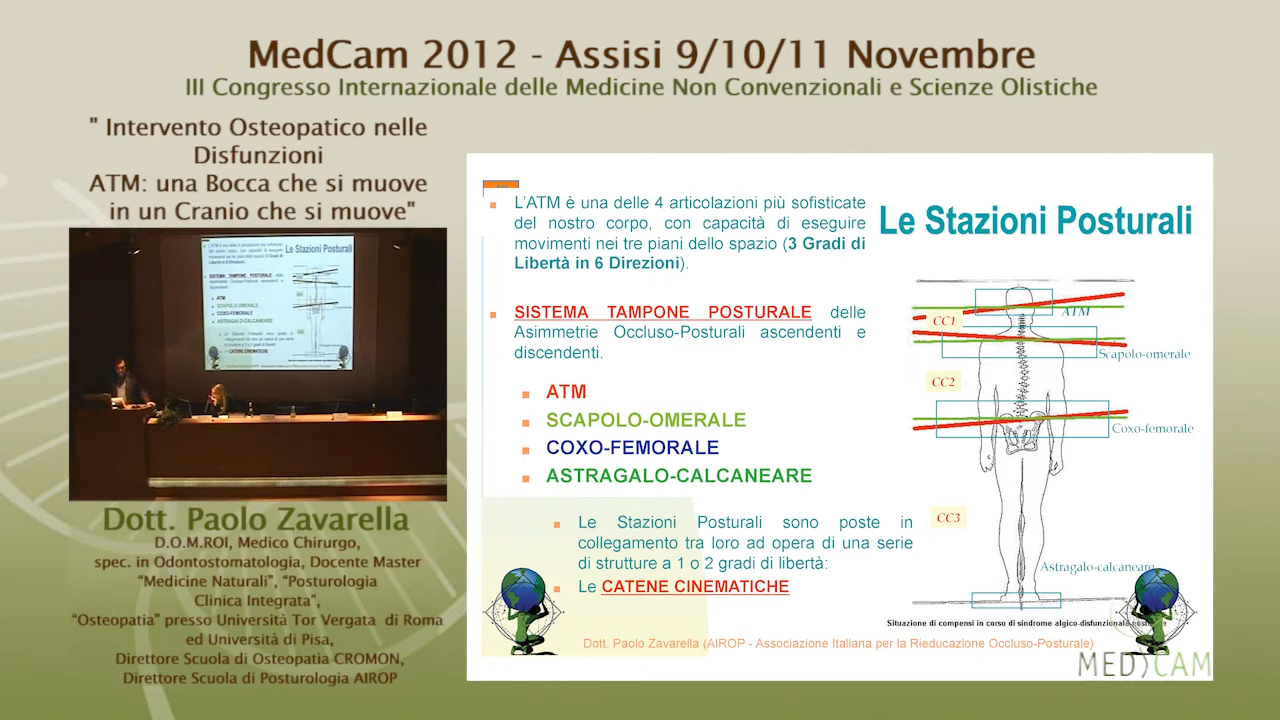 MedCam 2012 - Assisi 9/10/11 Novembre
III Congresso Internazionale delle Medicine Non Convenzionali e Scienze Olistiche
" Intervento Osteopatico nelle
Disfunzioni
ATM: una Bocca che si muove
in un Cranio che si muove"
Dott. Paolo Zavarella
D.O.M.ROI, Medico Chirurgo,
spec. in Odontostomatologia, Docente Master
"Medicine Naturali", "Posturologia
Clinica Integrata",
"Osteopatia" presso Università Tor Vergata di Roma
ed Università di Pisa,
Direttore Scuola di Osteopatia CROMON,
Direttore Scuola di Posturologia AIROP
Le Stazioni Posturali
L'ATM è una delle 4 articolazioni più sofisticate
del nostro corpo, con capacità di eseguire
movimenti nei tre piani dello spazio (3 Gradi di
Libertà in 6 Direzioni).
SISTEMA TAMPONE POSTURALE delle
Asimmetrie Occluso-Posturali ascendenti e
discendenti.
ATM
SCAPOLO-OMERALE
COXO-FEMORALE
ASTRAGALO-CALCANEARE
Le Stazioni Posturali sono poste in
collegamento tra loro ad opera di una serie
di strutture a 1 o 2 gradi di libertà:
Le CATENE CINEMATICHE
ATM
CC1
Scapolo-omerale
CC2
Coxo-femorale
CC3
Astragalo-calcaneare
Situazione di compensi in corso di sindrome algico-disfunzionale
Dott. Paolo Zavarella (AIROP - Associazione Italiana per la Rieducazione Occluso-Posturale)
MEDCAM